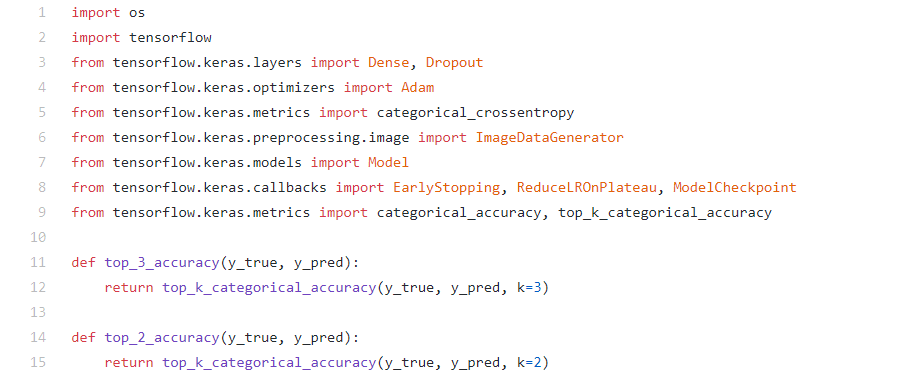 1 import os
2 import tensorflow
3 from tensorflow.keras.layers import Dense, Dropout
4 from tensorflow.keras.optimizers import Adam
5 from tensorflow.keras.metrics import categorical_crossentropy
6 from tensorflow.keras.preprocessing.image import ImageDataGenerator
7 from tensorflow.keras.models import Model
8 from tensorflow.keras.callbacks import EarlyStopping, ReduceLROnPlateau, ModelCheckpoint
9 from tensorflow.keras.metrics import categorical_accuracy, top_k_categorical_accuracy
10
11 def top_3_accuracy(y_true, y_pred):
12     return top_k_categorical_accuracy(y_true, y_pred, k=3)
13
14 def top_2_accuracy(y_true, y_pred):
15     return top_k_categorical_accuracy(y_true, y_pred, k=2)